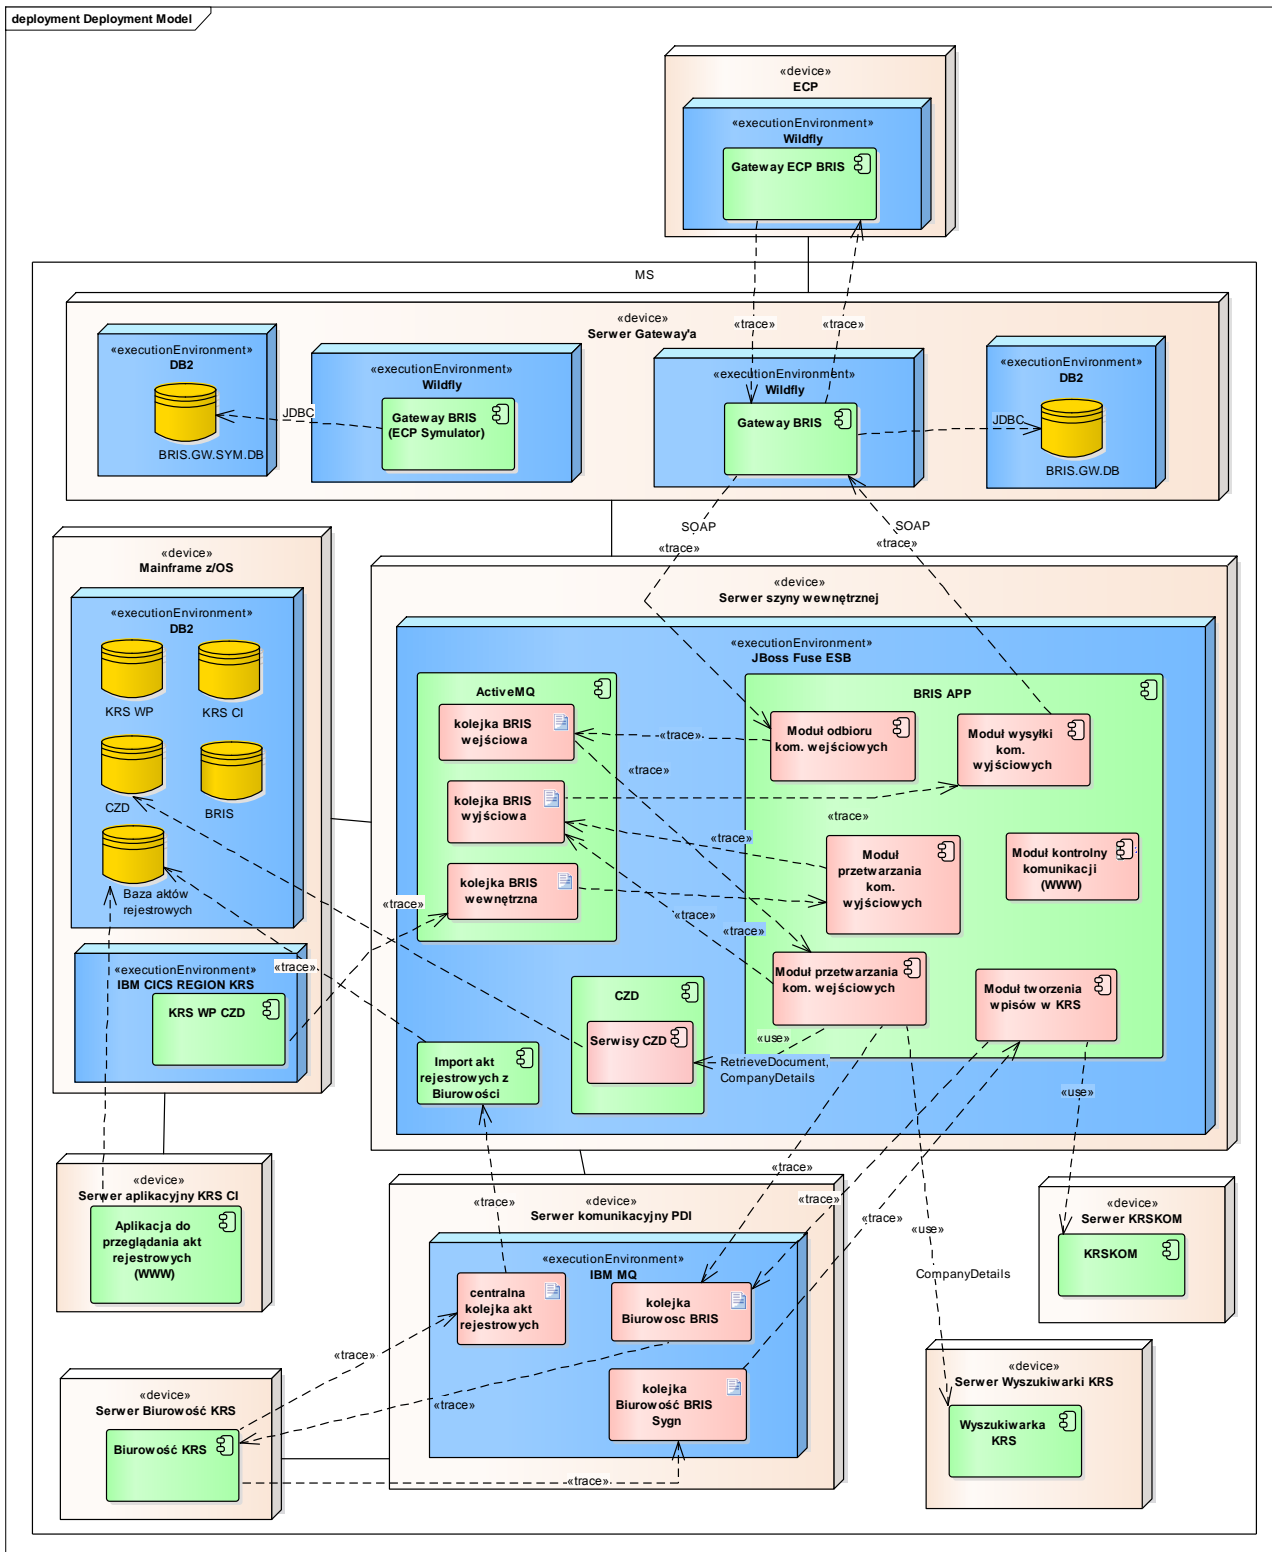 deployment Deployment Model
«device»
ECP
«executionEnvironment»
Wildfly
Gateway ECP BRIS
MS
«trace»
«trace»
«device»
Serwer Gateway'a
«executionEnvironment»
DB2
BRIS.GW.SYM.DB
JDBC
«executionEnvironment»
Wildfly
Gateway BRIS
(ECP Symulator)
«executionEnvironment»
Wildfly
Gateway BRIS
JDBC
«executionEnvironment»
DB2
BRIS.GW.DB
SOAP
«trace»
SOAP
«trace»
«device»
Mainframe z/OS
«executionEnvironment»
DB2
KRS WP
KRS CI
CZD
BRIS
Baza aktów
rejestrowych
«trace»
«executionEnvironment»
IBM CICS REGION KRS
«trace»
KRS WP CZD
«device»
Serwer szyny wewnętrznej
«executionEnvironment»
JBoss Fuse ESB
ActiveMQ
kolejka BRIS
wejściowa
kolejka BRIS
wyjściowa
kolejka BRIS
wewnętrzna
«trace»
«trace»
«trace»
«trace»
«trace»
«trace»
BRIS APP
Moduł odbioru
kom. wejściowych
Moduł wysyłki
kom.
wyjściowych
Moduł
przetwarzania
kom.
wyjściowych
Moduł kontrolny
komunikacji
(WWW)
Moduł przetwarzania
kom. wejściowych
Moduł tworzenia
wpisów w KRS
CZD
Serwisy CZD
«use»
RetrieveDocument,
CompanyDetails
Import akt
rejestrowych z
Biurowości
«use»
«device»
Serwer aplikacyjny KRS CI
Aplikacja do
przeglądania akt
rejestrowych
(WWW)
«trace»
«trace»
«trace»
«trace»
«use»
CompanyDetails
«device»
Serwer komunikacyjny PDI
«executionEnvironment»
IBM MQ
centralna
kolejka akt
rejestrowych
kolejka
Biurowosc BRIS
kolejka
Biurowość BRIS
Sygn
«device»
Serwer KRSKOM
KRSKOM
«device»
Serwer Wyszukiwarki KRS
Wyszukiwarka
KRS
«device»
Serwer Biurowość KRS
Biurowość KRS
«trace»
«trace»
«trace»